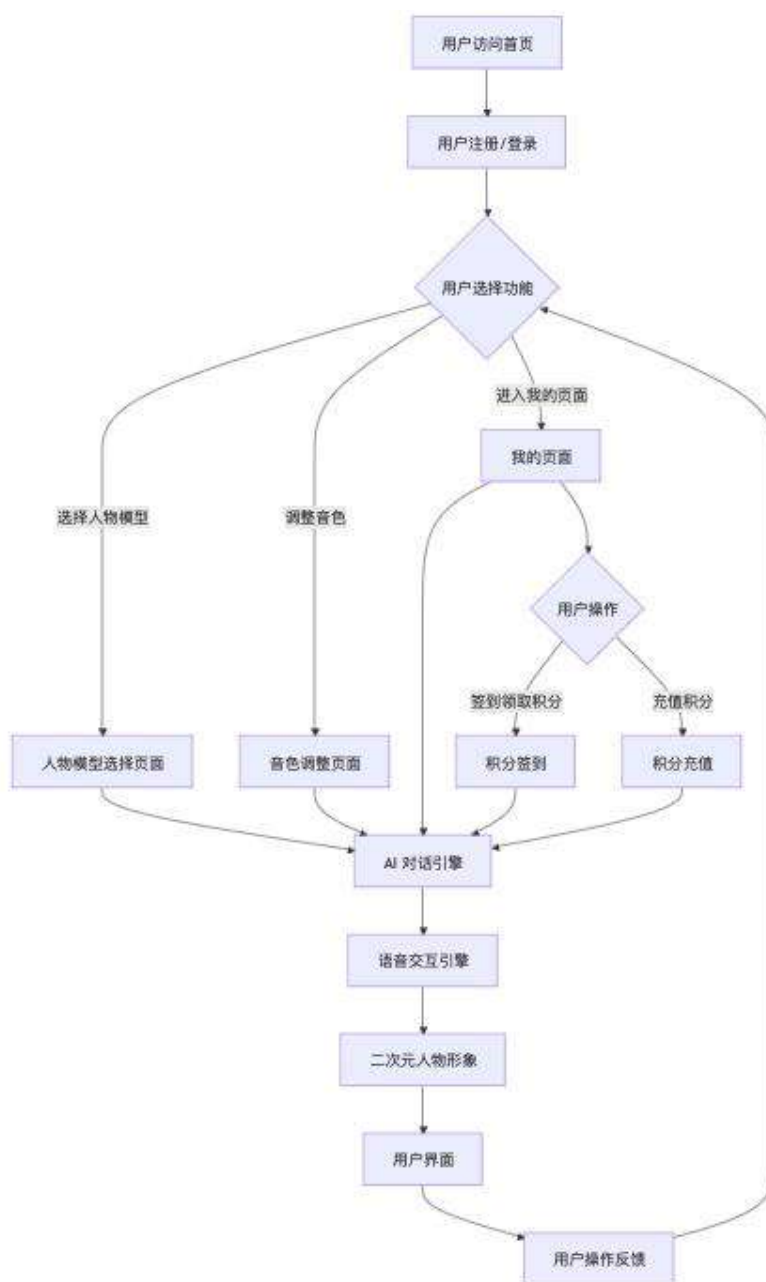 用户访问首页
用户注册/登录
用户选择功能
进入我的页面
我的页面
选择人物模型
调整音色
用户操作
签到领取积分
充值积分
人物模型选择页面
音色调整页面
积分签到
积分充值
AI 对话引擎
语音交互引擎
二次元人物形象
用户界面
用户操作反馈